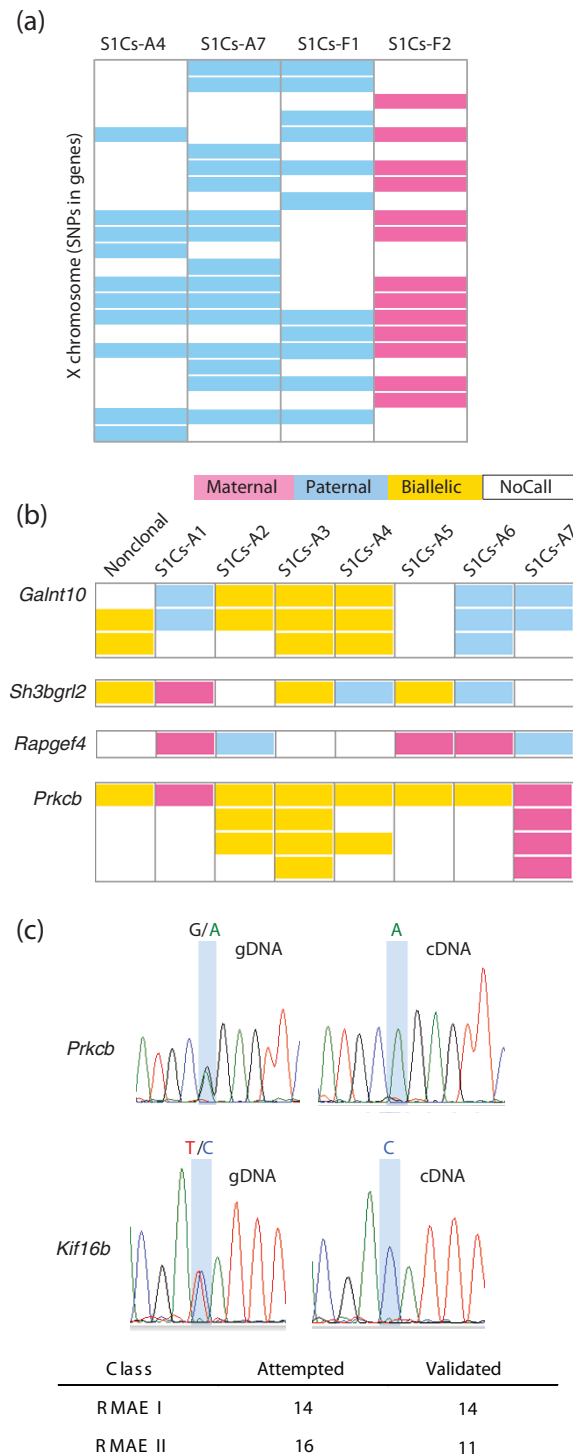 (a)
S1Cs-A4 S1Cs-A7 S1Cs-F1 S1Cs-F2
X chromosome (SNPs in genes)
Maternal Paternal Biallelic NoCall
(b)
Nonclonal S1Cs-A1 S1Cs-A2 S1Cs-A3 S1Cs-A4 S1Cs-A5 S1Cs-A6 S1Cs-A7
Galnt10
Sh3bgrl2
Rapgef4
Prkcb
(c)
G/A A
gDNA cDNA
Prkcb
T/C C
gDNA cDNA
Kif16b
Class Attempted Validated
RMAE I 14 14
RMAE II 16 11